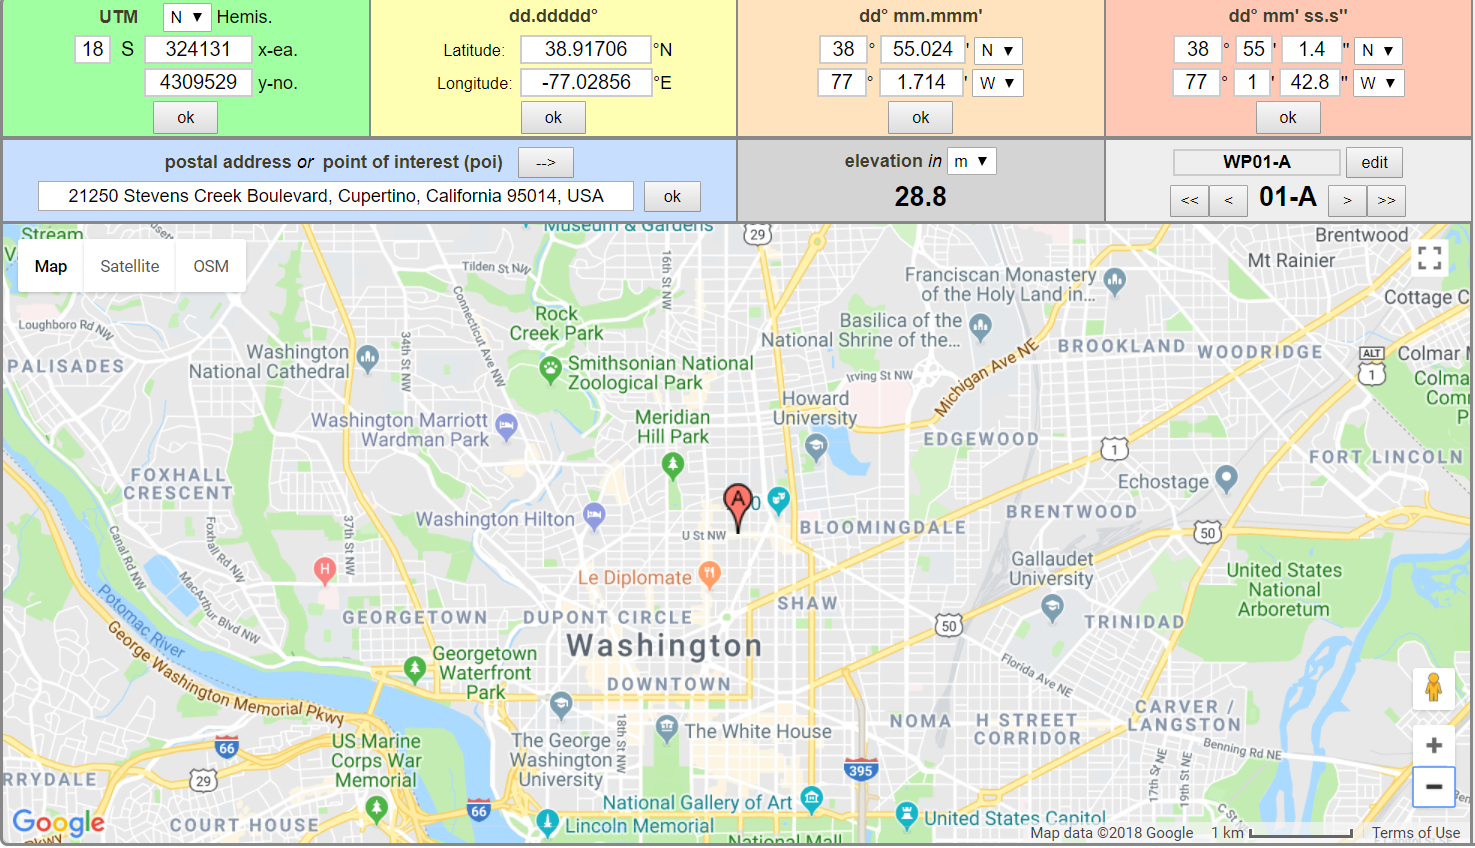 UTM N ▼ Hemis.
18 S 324131 x-ea.
4309529 y-no.
ok
dd.ddddd°
Latitude: 38.91706 °N
Longitude: -77.02856 °E
ok
dd° mm.mmm'
38 ° 55.024 ' N ▼
77 ° 1.714 ' W ▼
ok
dd° mm' ss.s"
38 ° 55 ' 1.4 " N ▼
77 ° 1 ' 42.8 " W ▼
ok
postal address or point of interest (poi) -->
21250 Stevens Creek Boulevard, Cupertino, California 95014, USA ok
elevation in m ▼
28.8
WP01-A edit
<< < 01-A > >>
Stream
Museum & Gardens
29
Brentwood
Mt Rainier
Map Satellite OSM
Tilden St NW
16th St NW
Franciscan Monastery
of the Holy Land in...
Cottage C
Connecticut Ave NW
Rock
Creek Park
Basilica of the
National Shrine of the...
Loughboro Rd NW
PALISADES
Washington
National Cathedral
34th St NW
Smithsonian National
Zoological Park
Irving St NW
Michigan Ave NE
BROOKLAND
WOODRIDGE
ALT
1
Colmar
Colma
Com
P
Washington Marriott
Wardman Park
Meridian
Hill Park
Howard
University
EDGEWOOD
1
FORT LINCOLN
FOXHALL
CRESCENT
Echostage
Washington Hilton
A
0
U St NW
BLOOMINGDALE
BRENTWOOD
50
Canal Rd NW
Foxhall Rd NW
37th St NW
H
MacArthur Blvd NW
Le Diplomate
Gallaudet
University
United States
National
Arboretum
Potomac River
GEORGETOWN
DUPONT CIRCLE
SHAW
50
TRINIDAD
George Washington Memorial Pkwy
Washington
Georgetown
Waterfront
Park
DOWNTOWN
Florida Ave NE
CARVER /
LANGSTON
NOMA
H STREET
CORRIDOR
Benning Rd NE
66
29
US Marine
Corps War
Memorial
The George
Washington
University
18th St NW
The White House
395
17th St NE
19th St NE
RRYDALE
66
National Gallery of Art
United States Capitol
COURT HOUSE
Lincoln Memorial
National Mall
Google
Pkwy
Map data ©2018 Google 1 km Terms of Use